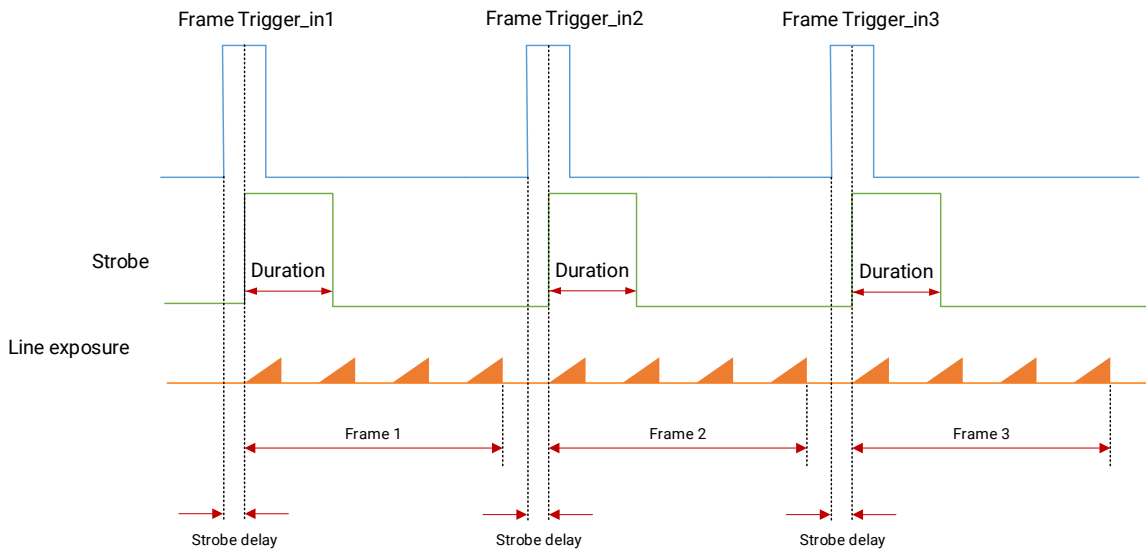 Frame Trigger_in1
Frame Trigger_in2
Frame Trigger_in3
Strobe
Duration
Duration
Duration
Line exposure
Frame 1
Frame 2
Frame 3
Strobe delay
Strobe delay
Strobe delay